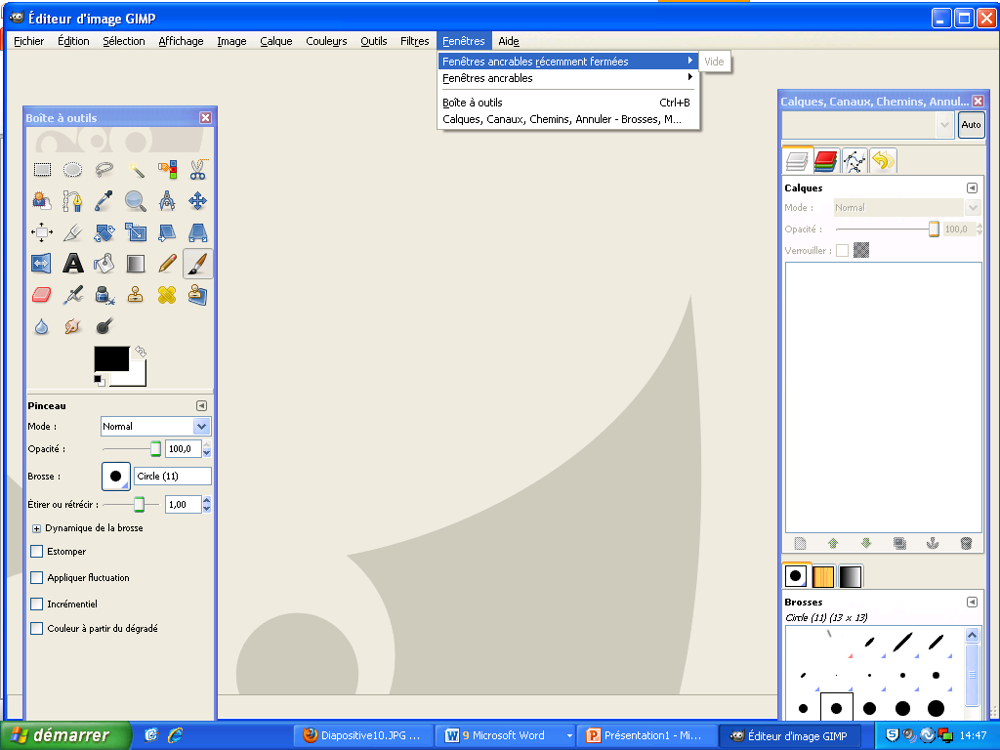 Éditeur d'image GIMP
Fichier Édition Sélection Affichage Image Calque Couleurs Outils Filtres Fenêtres Aide
Fenêtres ancrables récemment fermées
Vide
Fenêtres ancrables
Boîte à outils Ctrl+B
Calques, Canaux, Chemins, Annuler - Brosses, M...
Boîte à outils
Pinceau
Mode : Normal
Opacité : 100,0
Brosse : Circle (11)
Étirer ou rétrécir : 1,00
Dynamique de la brosse
Estomper
Appliquer fluctuation
Incrémentiel
Couleur à partir du dégradé
Calques, Canaux, Chemins, Annul...
Auto
Calques
Mode : Normal
Opacité : 100,0
Verrouiller :
Brosses
Circle (11) (13 x 13)
démarrer
Diapositive10.JPG ...
9 Microsoft Word
Présentation1 - Mi...
Éditeur d'image GIMP
14:47